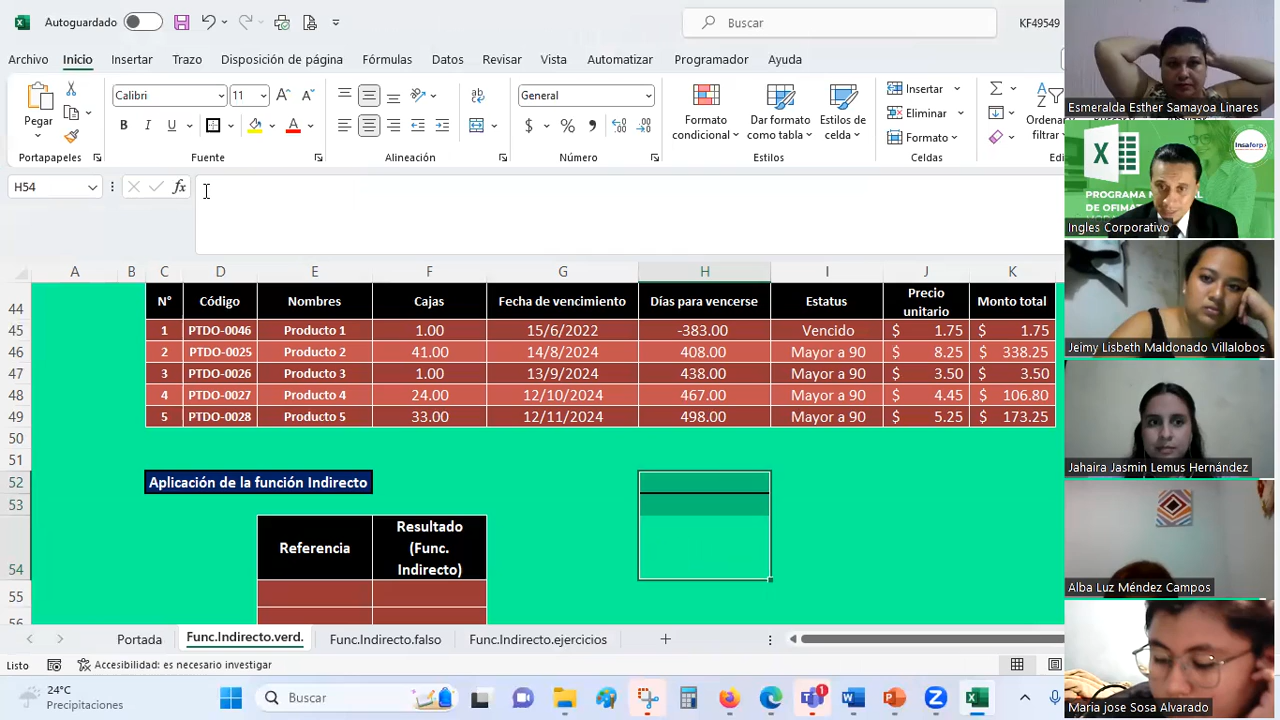 Autoguardado
Buscar
KF49549
Archivo Inicio Insertar Trazo Disposición de página Fórmulas Datos Revisar Vista Automatizar Programador Ayuda
Pegar
Portapapeles
Calibri 11
N K S
Fuente
Alineación
General
$ % 000
Número
Formato condicional
Dar formato como tabla
Estilos de celda
Estilos
Insertar
Eliminar
Formato
Celdas
Ordenar
filtrar
H54
fx
A B C D E F G H I J K
44 N° Código Nombres Cajas Fecha de vencimiento Días para vencerse Estatus Precio unitario Monto total
45 1 PTDO-0046 Producto 1 1.00 15/6/2022 -383.00 Vencido $ 1.75 $ 1.75
46 2 PTDO-0025 Producto 2 41.00 14/8/2024 408.00 Mayor a 90 $ 8.25 $ 338.25
47 3 PTDO-0026 Producto 3 1.00 13/9/2024 438.00 Mayor a 90 $ 3.50 $ 3.50
48 4 PTDO-0027 Producto 4 24.00 12/10/2024 467.00 Mayor a 90 $ 4.45 $ 106.80
49 5 PTDO-0028 Producto 5 33.00 12/11/2024 498.00 Mayor a 90 $ 5.25 $ 173.25
50
51
52 Aplicación de la función Indirecto
53
54 Referencia Resultado (Func. Indirecto)
55
56
Portada Func.Indirecto.verd. Func.Indirecto.falso Func.Indirecto.ejercicios
Listo Accesibilidad: es necesario investigar
24°C
Precipitaciones
Buscar
1
Esmeralda Esther Samayoa Linares
Insaforp
PROGRAMA
DE OFIMAT
Ingles Corporativo
Jeimy Lisbeth Maldonado Villalobos
Jahaira Jasmin Lemus Hernández
Alba Luz Méndez Campos
Maria jose Sosa Alvarado